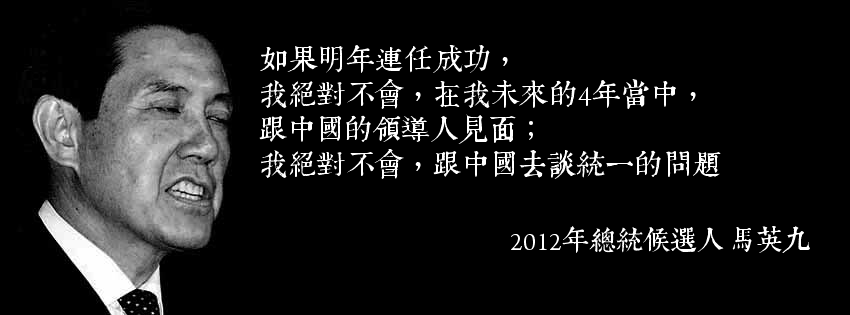 如果明年連任成功，
我絕對不會，在我未來的4年當中，
跟中國的領導人見面；
我絕對不會，跟中國去談統一的問題
2012年總統候選人 馬英九